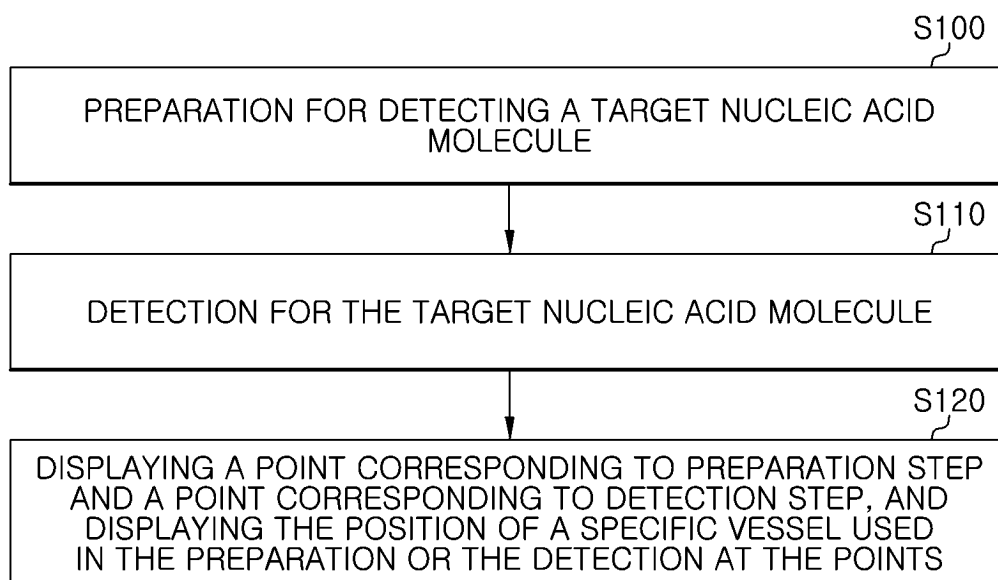 S100
PREPARATION FOR DETECTING A TARGET NUCLEIC ACID
MOLECULE
S110
DETECTION FOR THE TARGET NUCLEIC ACID MOLECULE
S120
DISPLAYING A POINT CORRESPONDING TO PREPARATION STEP
AND A POINT CORRESPONDING TO DETECTION STEP, AND
DISPLAYING THE POSITION OF A SPECIFIC VESSEL USED
IN THE PREPARATION OR THE DETECTION AT THE POINTS